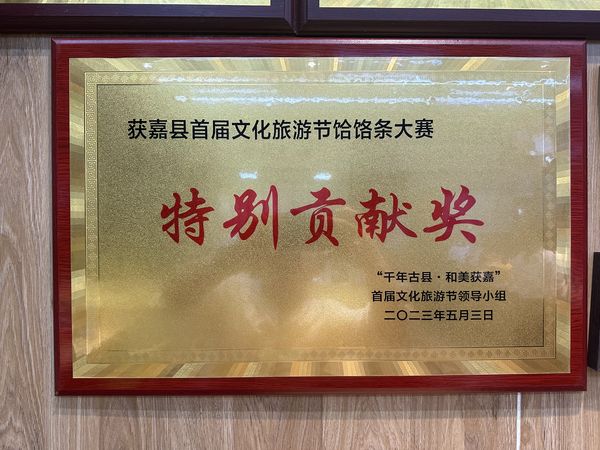 获嘉县首届文化旅游节饸饹条大赛
特别贡献奖
“千年古县·和美获嘉”
首届文化旅游节领导小组
二〇二三年五月三日